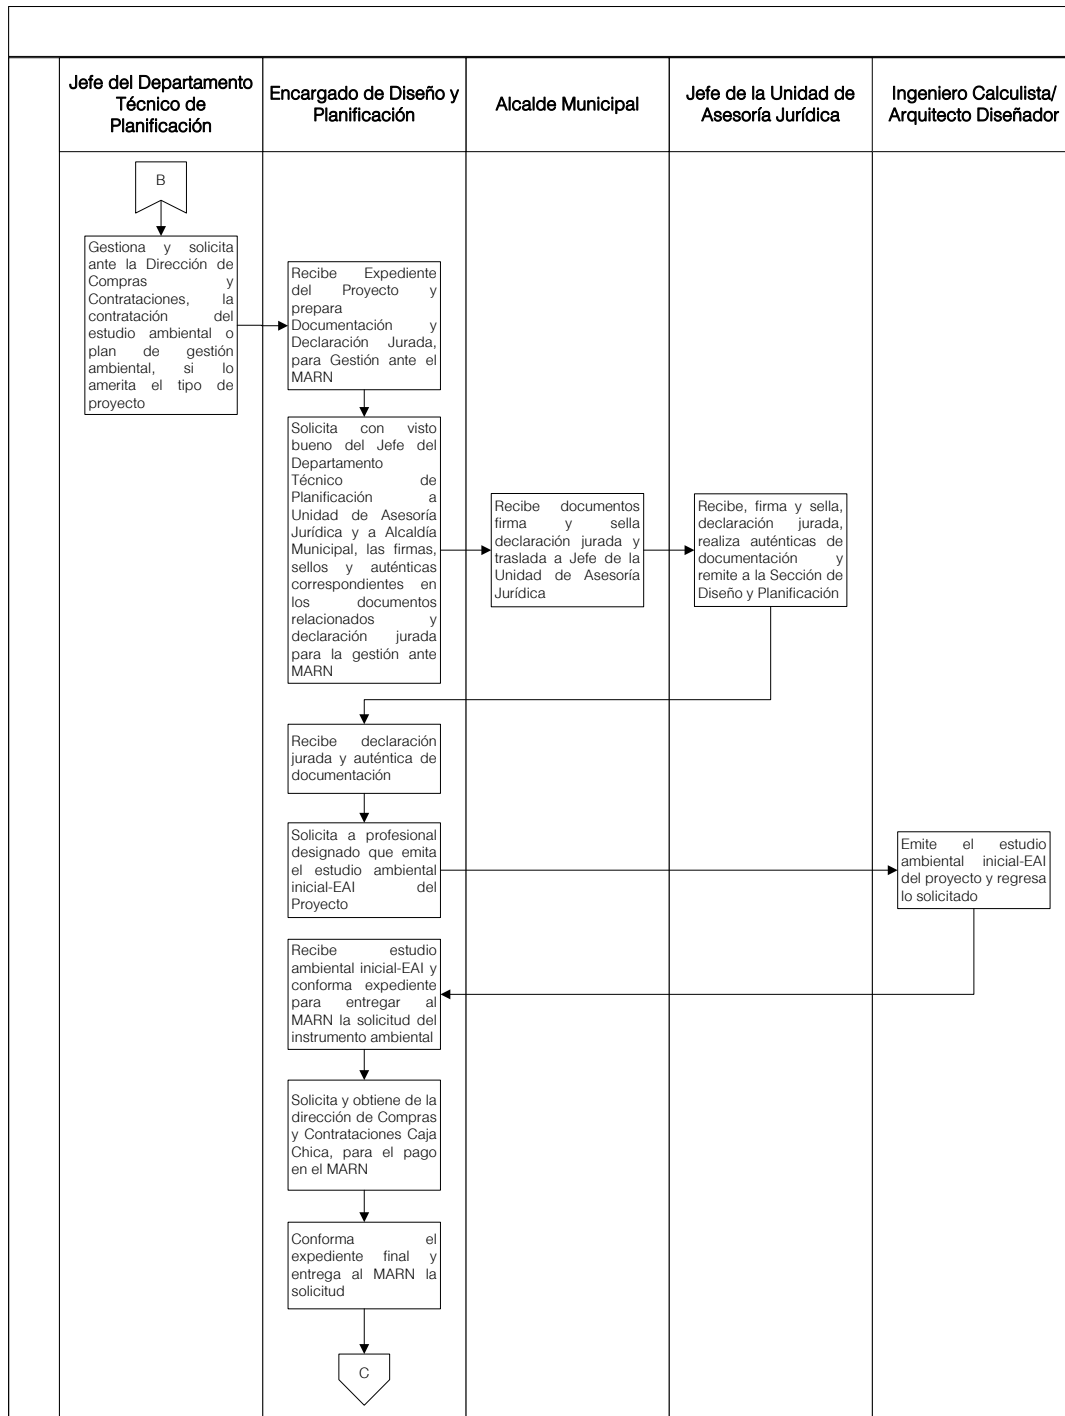 Jefe del Departamento
Técnico de
Planificación
Encargado de Diseño y
Planificación
Alcalde Municipal
Jefe de la Unidad de
Asesoría Jurídica
Ingeniero Calculista/
Arquitecto Diseñador
B
Gestiona y solicita
ante la Dirección de
Compras y
Contrataciones, la
contratación del
estudio ambiental o
plan de gestión
ambiental, si lo
amerita el tipo de
proyecto
Recibe Expediente
del Proyecto y
prepara
Documentación y
Declaración Jurada,
para Gestión ante el
MARN
Solicita con visto
bueno del Jefe del
Departamento
Técnico de
Planificación a
Unidad de Asesoría
Jurídica y a Alcaldía
Municipal, las firmas,
sellos y auténticas
correspondientes en
los documentos
relacionados y
declaración jurada
para la gestión ante
MARN
Recibe documentos
firma y sella
declaración jurada y
traslada a Jefe de la
Unidad de Asesoría
Jurídica
Recibe, firma y sella,
declaración jurada,
realiza auténticas de
documentación y
remite a la Sección de
Diseño y Planificación
Recibe declaración
jurada y auténtica de
documentación
Solicita a profesional
designado que emita
el estudio ambiental
inicial-EAI del
Proyecto
Emite el estudio
ambiental inicial-EAI
del proyecto y regresa
lo solicitado
Recibe estudio
ambiental inicial-EAI y
conforma expediente
para entregar al
MARN la solicitud del
instrumento ambiental
Solicita y obtiene de la
dirección de Compras
y Contrataciones Caja
Chica, para el pago
en el MARN
Conforma el
expediente final y
entrega al MARN la
solicitud
C